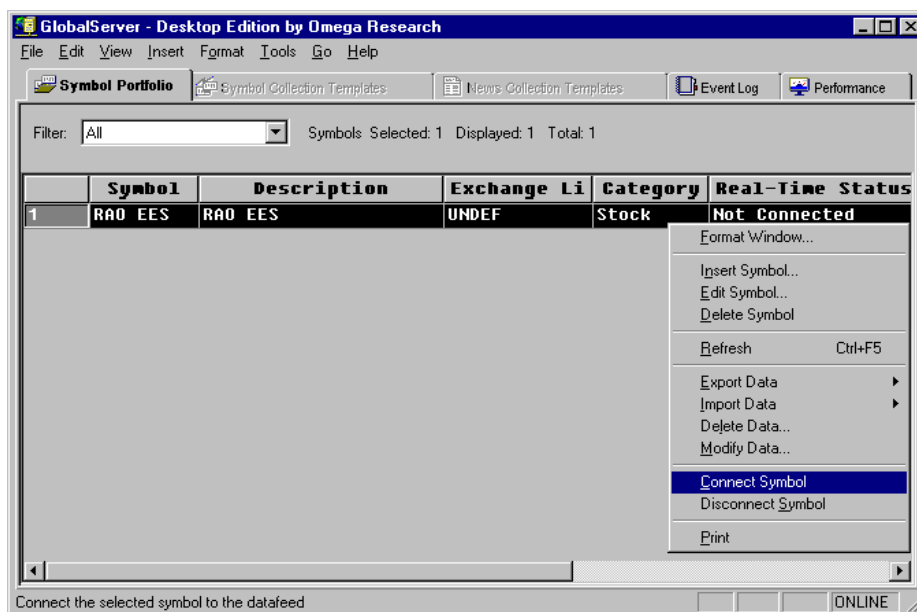 GlobalServer - Desktop Edition by Omega Research
File Edit View Insert Format Tools Go Help
Symbol Portfolio Symbol Collection Templates News Collection Templates Event Log Performance
Filter: All Symbols Selected: 1 Displayed: 1 Total: 1
Symbol Description Exchange Li Category Real-Time Status
1 RAO EES RAO EES UNDEF Stock Not Connected
Format Window...
Insert Symbol...
Edit Symbol...
Delete Symbol
Refresh Ctrl+F5
Export Data
Import Data
Delete Data...
Modify Data...
Connect Symbol
Disconnect Symbol
Print
Connect the selected symbol to the datafeed ONLINE